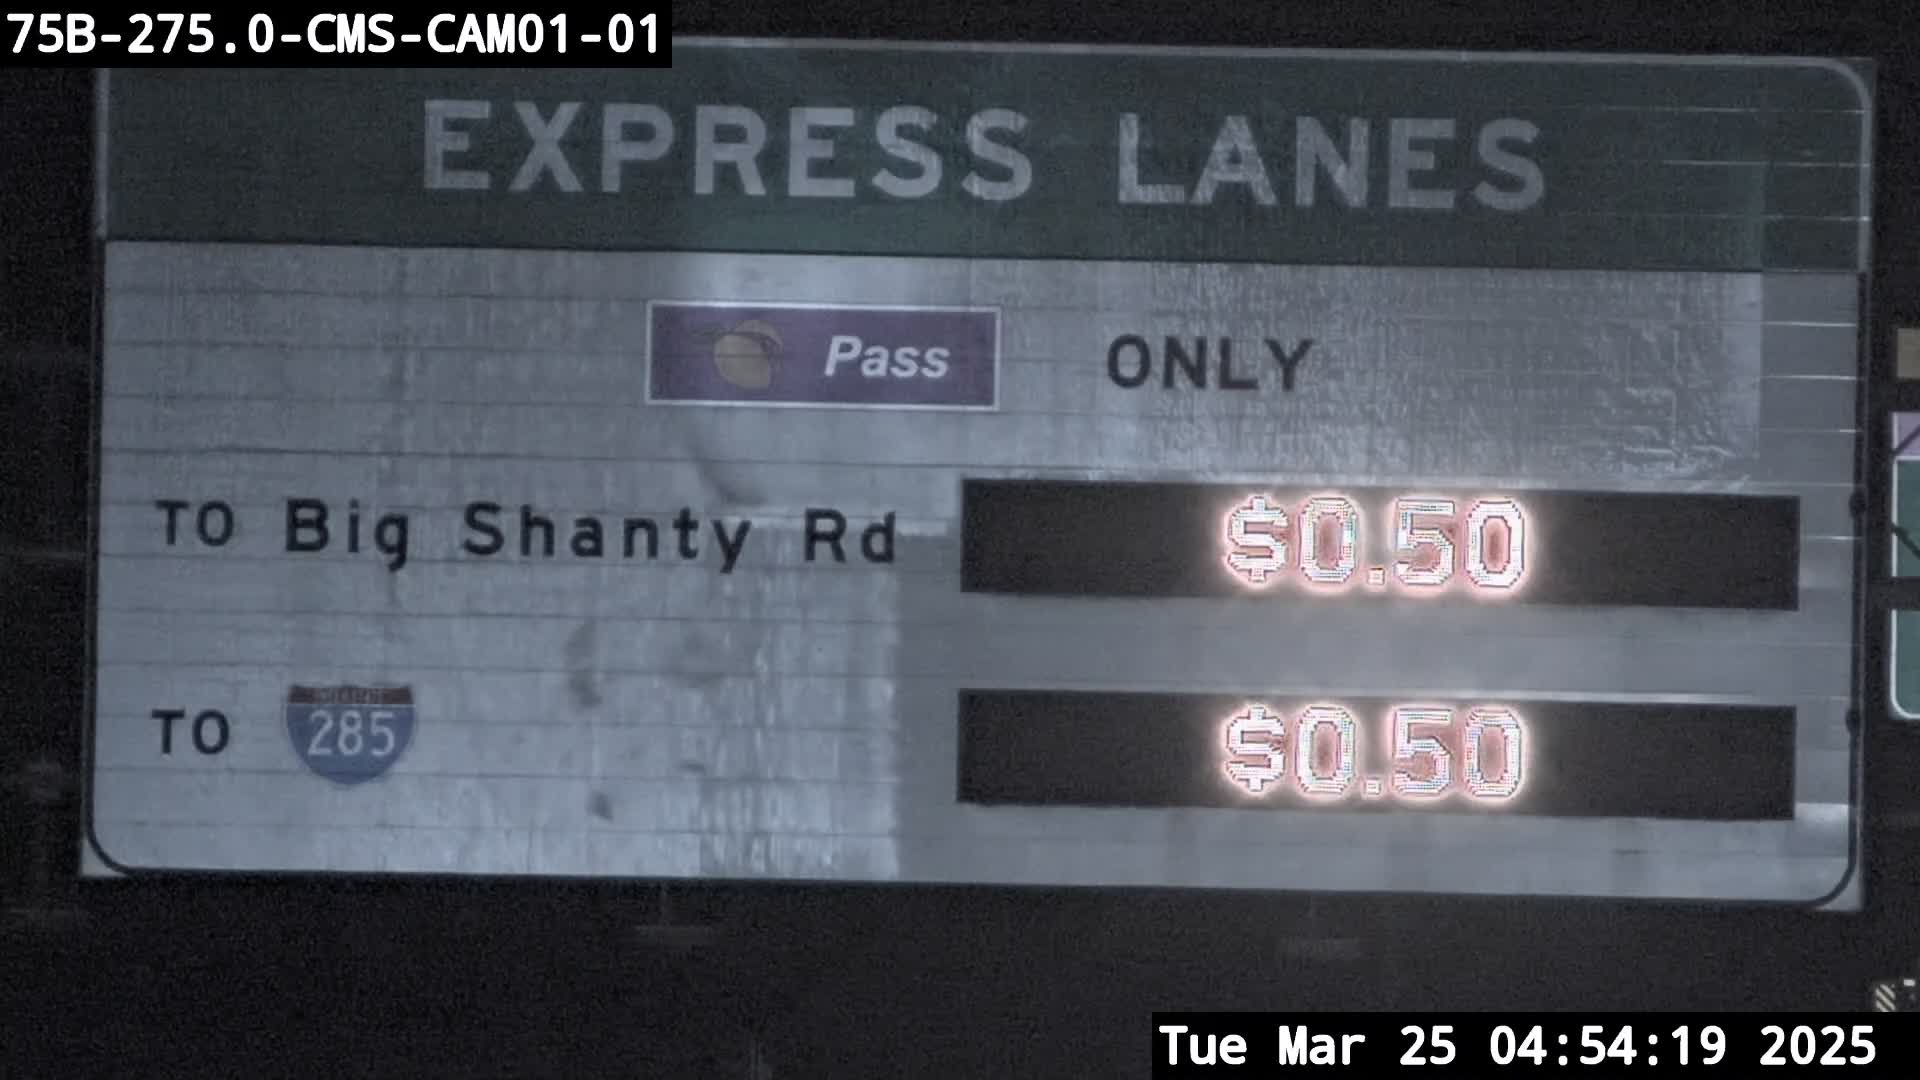 75B-275.0-CMS-CAM01-01
EXPRESS LANES
Pass ONLY
TO Big Shanty Rd $0.50
TO 285 $0.50
Tue Mar 25 04:54:19 2025